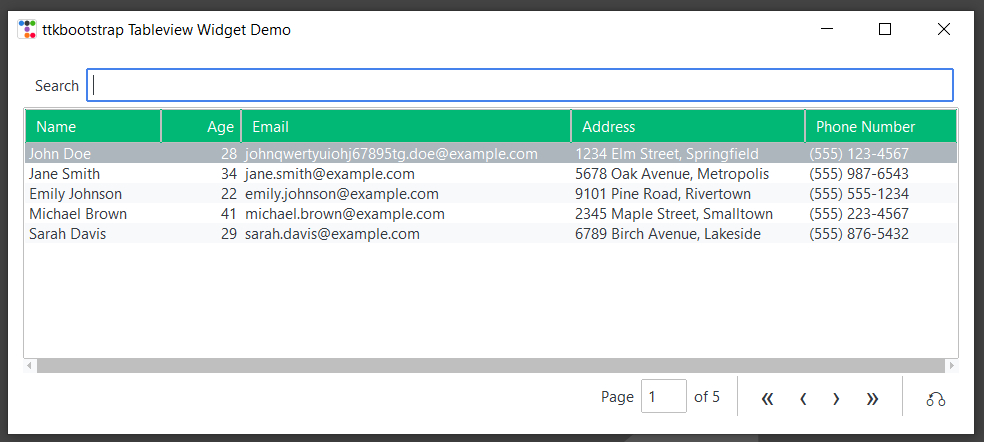 ttkbootstrap Tableview Widget Demo
Search
Name Age Email Address Phone Number
John Doe 28 johnqwertyuiohj67895tg.doe@example.com 1234 Elm Street, Springfield (555) 123-4567
Jane Smith 34 jane.smith@example.com 5678 Oak Avenue, Metropolis (555) 987-6543
Emily Johnson 22 emily.johnson@example.com 9101 Pine Road, Rivertown (555) 555-1234
Michael Brown 41 michael.brown@example.com 2345 Maple Street, Smalltown (555) 223-4567
Sarah Davis 29 sarah.davis@example.com 6789 Birch Avenue, Lakeside (555) 876-5432
Page 1 of 5 « ‹ › »